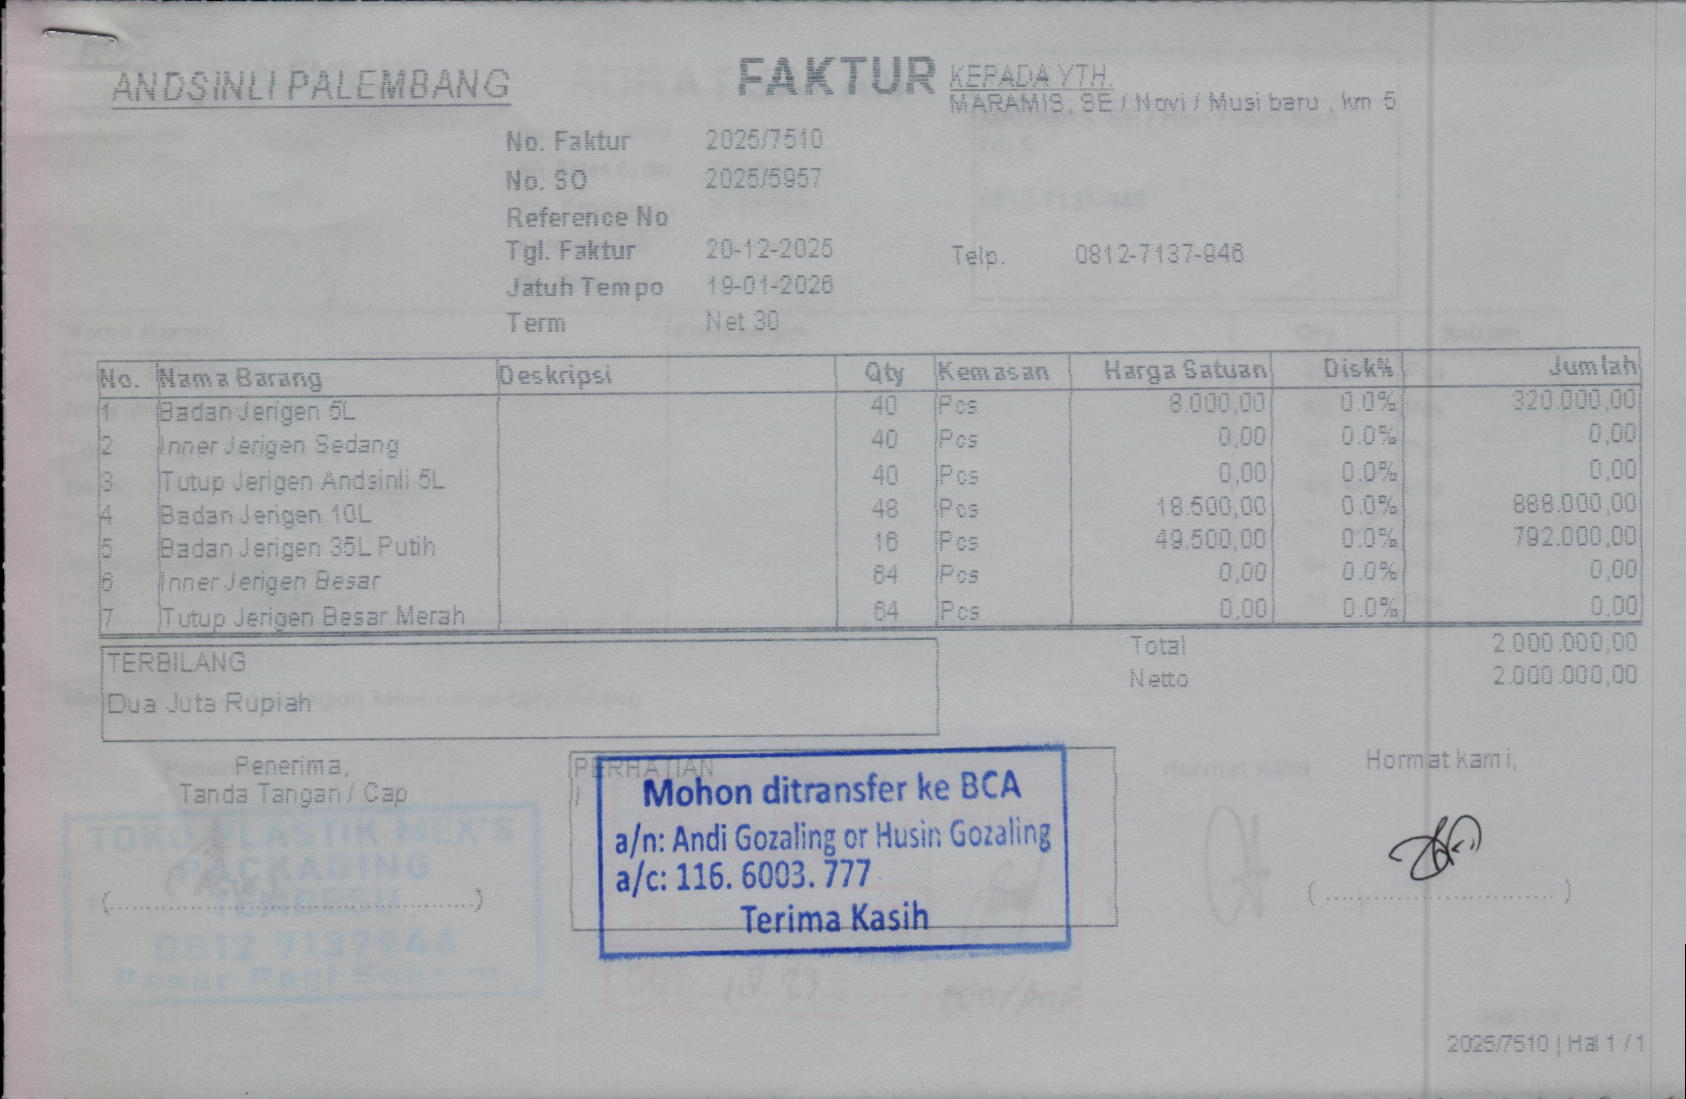 ANDSINLI PALEMBANG
FAKTUR
KEPADA YTH.
MARAMIS, SE / Novi / Musi baru , km 5
No. Faktur 2025/7510
No. SO 2025/5957
Reference No
Tgl. Faktur 20-12-2025
Telp. 0812-7137-946
Jatuh Tempo 19-01-2026
Term Net 30
No. Nama Barang Deskripsi Qty Kemasan Harga Satuan Disk% Jumlah
1 Badan Jerigen 5L 40 Pcs 8.000,00 0.0% 320.000,00
2 Inner Jerigen Sedang 40 Pcs 0,00 0.0% 0,00
3 Tutup Jerigen Andsinli 5L 40 Pcs 0,00 0.0% 0,00
4 Badan Jerigen 10L 48 Pcs 18.500,00 0.0% 888.000,00
5 Badan Jerigen 35L Putih 16 Pcs 49.500,00 0.0% 792.000,00
6 Inner Jerigen Besar 64 Pcs 0,00 0.0% 0,00
7 Tutup Jerigen Besar Merah 64 Pcs 0,00 0.0% 0,00
Total 2.000.000,00
Netto 2.000.000,00
TERBILANG
Dua Juta Rupiah
Penerima,
Tanda Tangan / Cap
(.............................................)
TOKO PLASTIK MEX'S
PACKAGING
TEMBESU
0812 7137946
PERHATIAN
/
Mohon ditransfer ke BCA
a/n: Andi Gozaling or Husin Gozaling
a/c: 116. 6003. 777
Terima Kasih
Hormat kami,
( ............................ )
2025/7510 | Hal 1 / 1